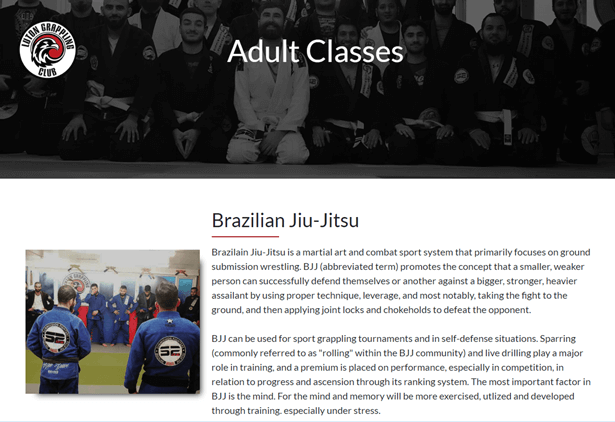 LUTON GRAPPLING
CLUB
Adult Classes
Brazilian Jiu-Jitsu
Brazilain Jiu-Jitsu is a martial art and combat sport system that primarily focuses on ground
submission wrestling. BJJ (abbreviated term) promotes the concept that a smaller, weaker
person can successfully defend themselves or another against a bigger, stronger, heavier
assailant by using proper technique, leverage, and most notably, taking the fight to the
ground, and then applying joint locks and chokeholds to defeat the opponent.
BJJ can be used for sport grappling tournaments and in self-defense situations. Sparring
(commonly referred to as "rolling" within the BJJ community) and live drilling play a major
role in training, and a premium is placed on performance, especially in competition, in
relation to progress and ascension through its ranking system. The most important factor in
BJJ is the mind. For the mind and memory will be more exercised, utlized and developed
through training. especially under stress.